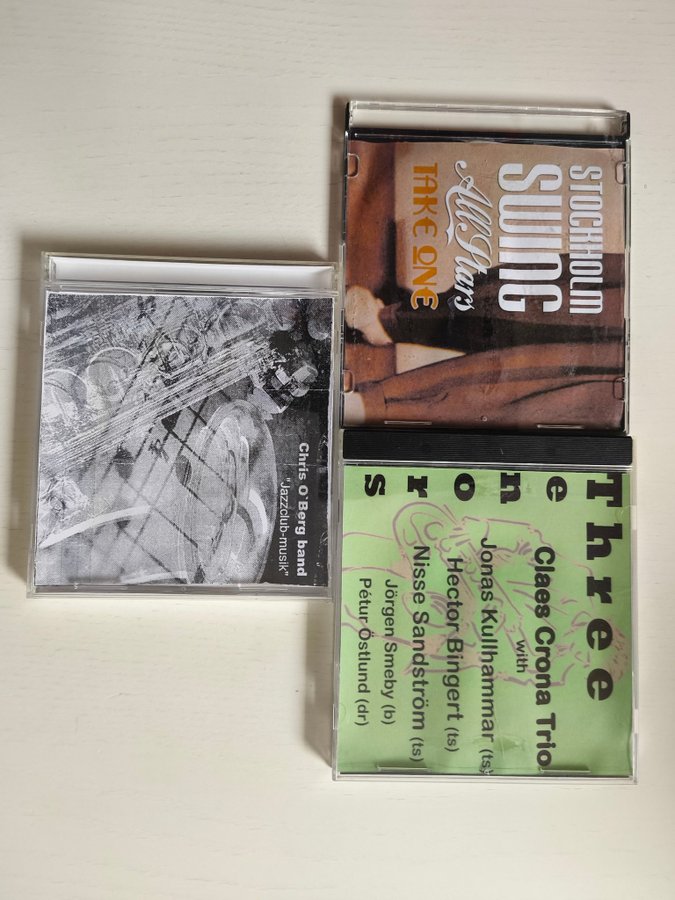 STOCKHOLM
SWING
All Stars
TAKE ONE
Three
enors
Claes Crona Trio
with
Jonas Kullhammar (ts)
Hector Bingert (ts)
Nisse Sandström (ts)
Jörgen Smeby (b)
Pétur Östlund (dr)
Chris O`Berg band
"Jazzclub-musik"